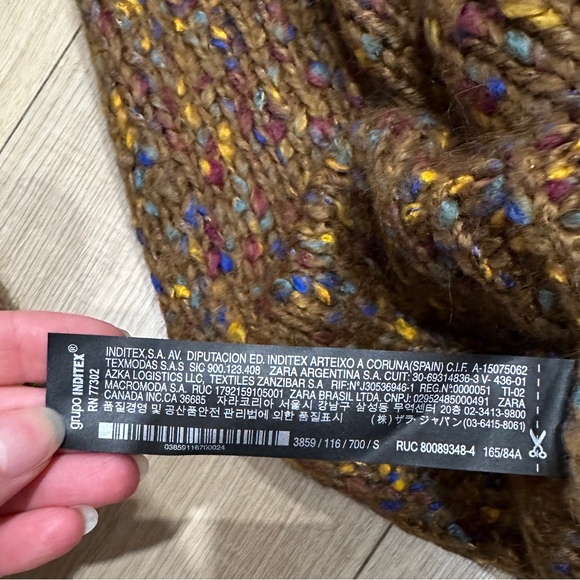 grupo INDITEX®
RN 77302
INDITEX,S.A. AV. DIPUTACION ED. INDITEX ARTEIXO A CORUNA(SPAIN) C.I.F. A-15075062
TEXMODAS S.A.S SIC 900.123.408 ZARA ARGENTINA S.A. CUIT: 30-69314836-3 V- 436-01
AZKA LOGISTICS LLC, TEXTILES ZANZIBAR S.A. RIF:Nº.J30536946-1 REG.Nº:0000051 TI-02
MACROMODA S.A. RUC 1792159105001 ZARA BRASIL LTDA. CNPJ: 02952485000491 ZARA
CANADA INC.CA 36685 자라코리아 서울시 강남구 삼성동 무역센터 20층 02-3413-9800
품질경영 및 공산품안전 관리법에 의한 품질표시 (株) ザラ・ジャパン (03-6415-8061)
3859 / 116 / 700 / S RUC 80089348-4 165/84A
03859116700024